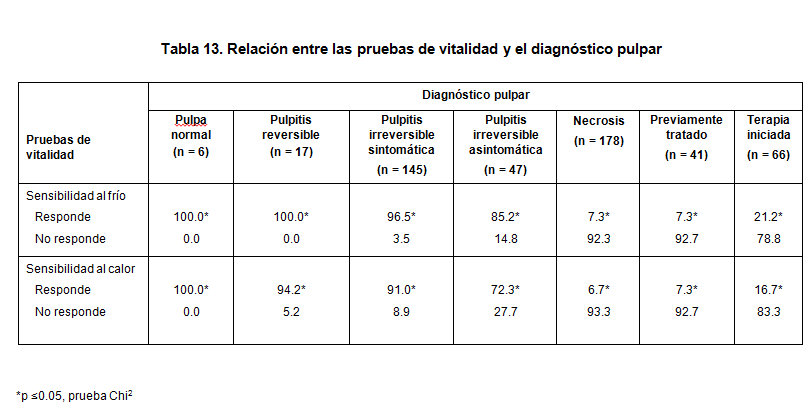 Tabla 13. Relación entre las pruebas de vitalidad y el diagnóstico pulpar
Pruebas de vitalidad
Diagnóstico pulpar
Pulpa normal (n = 6)
Pulpitis reversible (n = 17)
Pulpitis irreversible sintomática (n = 145)
Pulpitis irreversible asintomática (n = 47)
Necrosis (n = 178)
Previamente tratado (n = 41)
Terapia iniciada (n = 66)
Sensibilidad al frío
Responde 100.0* 100.0* 96.5* 85.2* 7.3* 7.3* 21.2*
No responde 0.0 0.0 3.5 14.8 92.3 92.7 78.8
Sensibilidad al calor
Responde 100.0* 94.2* 91.0* 72.3* 6.7* 7.3* 16.7*
No responde 0.0 5.2 8.9 27.7 93.3 92.7 83.3
*p ≤0.05, prueba Chi²